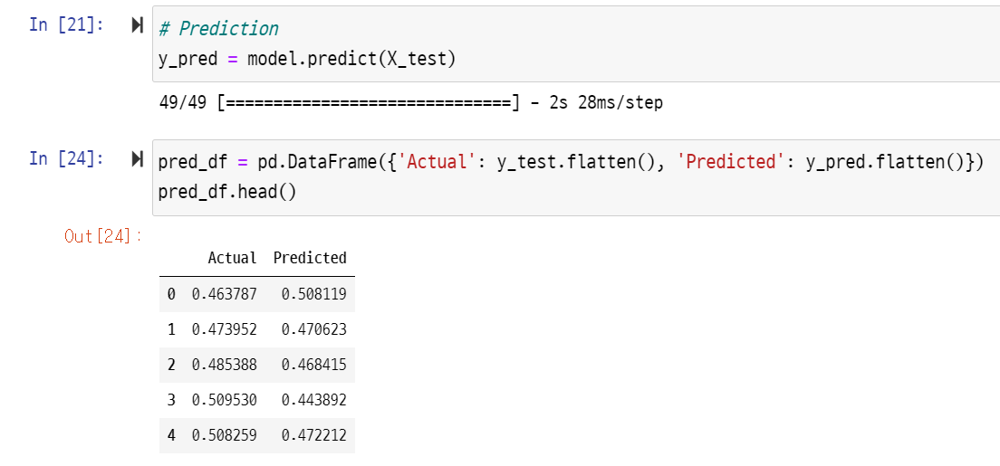 In [21]:
# Prediction
y_pred = model.predict(X_test)
49/49 [==============================] - 2s 28ms/step
In [24]:
pred_df = pd.DataFrame({'Actual': y_test.flatten(), 'Predicted': y_pred.flatten()})
pred_df.head()
Out[24]:
Actual Predicted
0 0.463787 0.508119
1 0.473952 0.470623
2 0.485388 0.468415
3 0.509530 0.443892
4 0.508259 0.472212